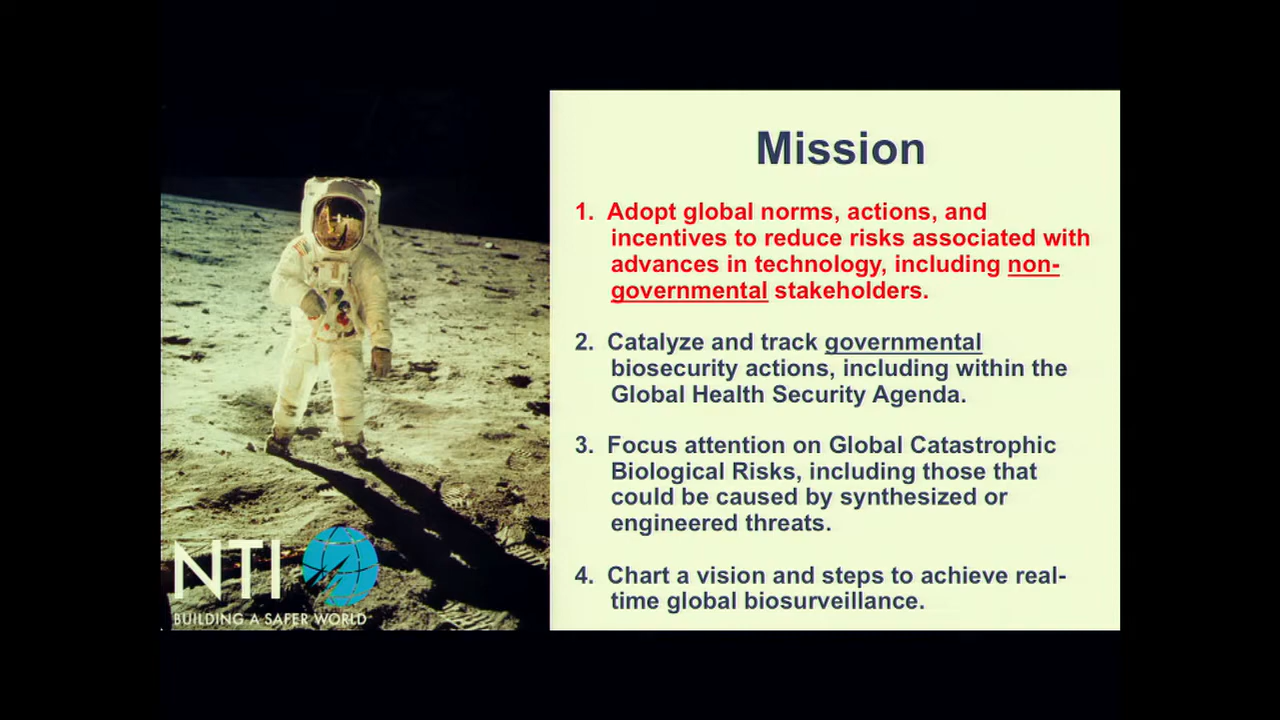 Mission
1. Adopt global norms, actions, and
incentives to reduce risks associated with
advances in technology, including non-
governmental stakeholders.
2. Catalyze and track governmental
biosecurity actions, including within the
Global Health Security Agenda.
3. Focus attention on Global Catastrophic
Biological Risks, including those that
could be caused by synthesized or
engineered threats.
4. Chart a vision and steps to achieve real-
time global biosurveillance.
NTI
BUILDING A SAFER WORLD